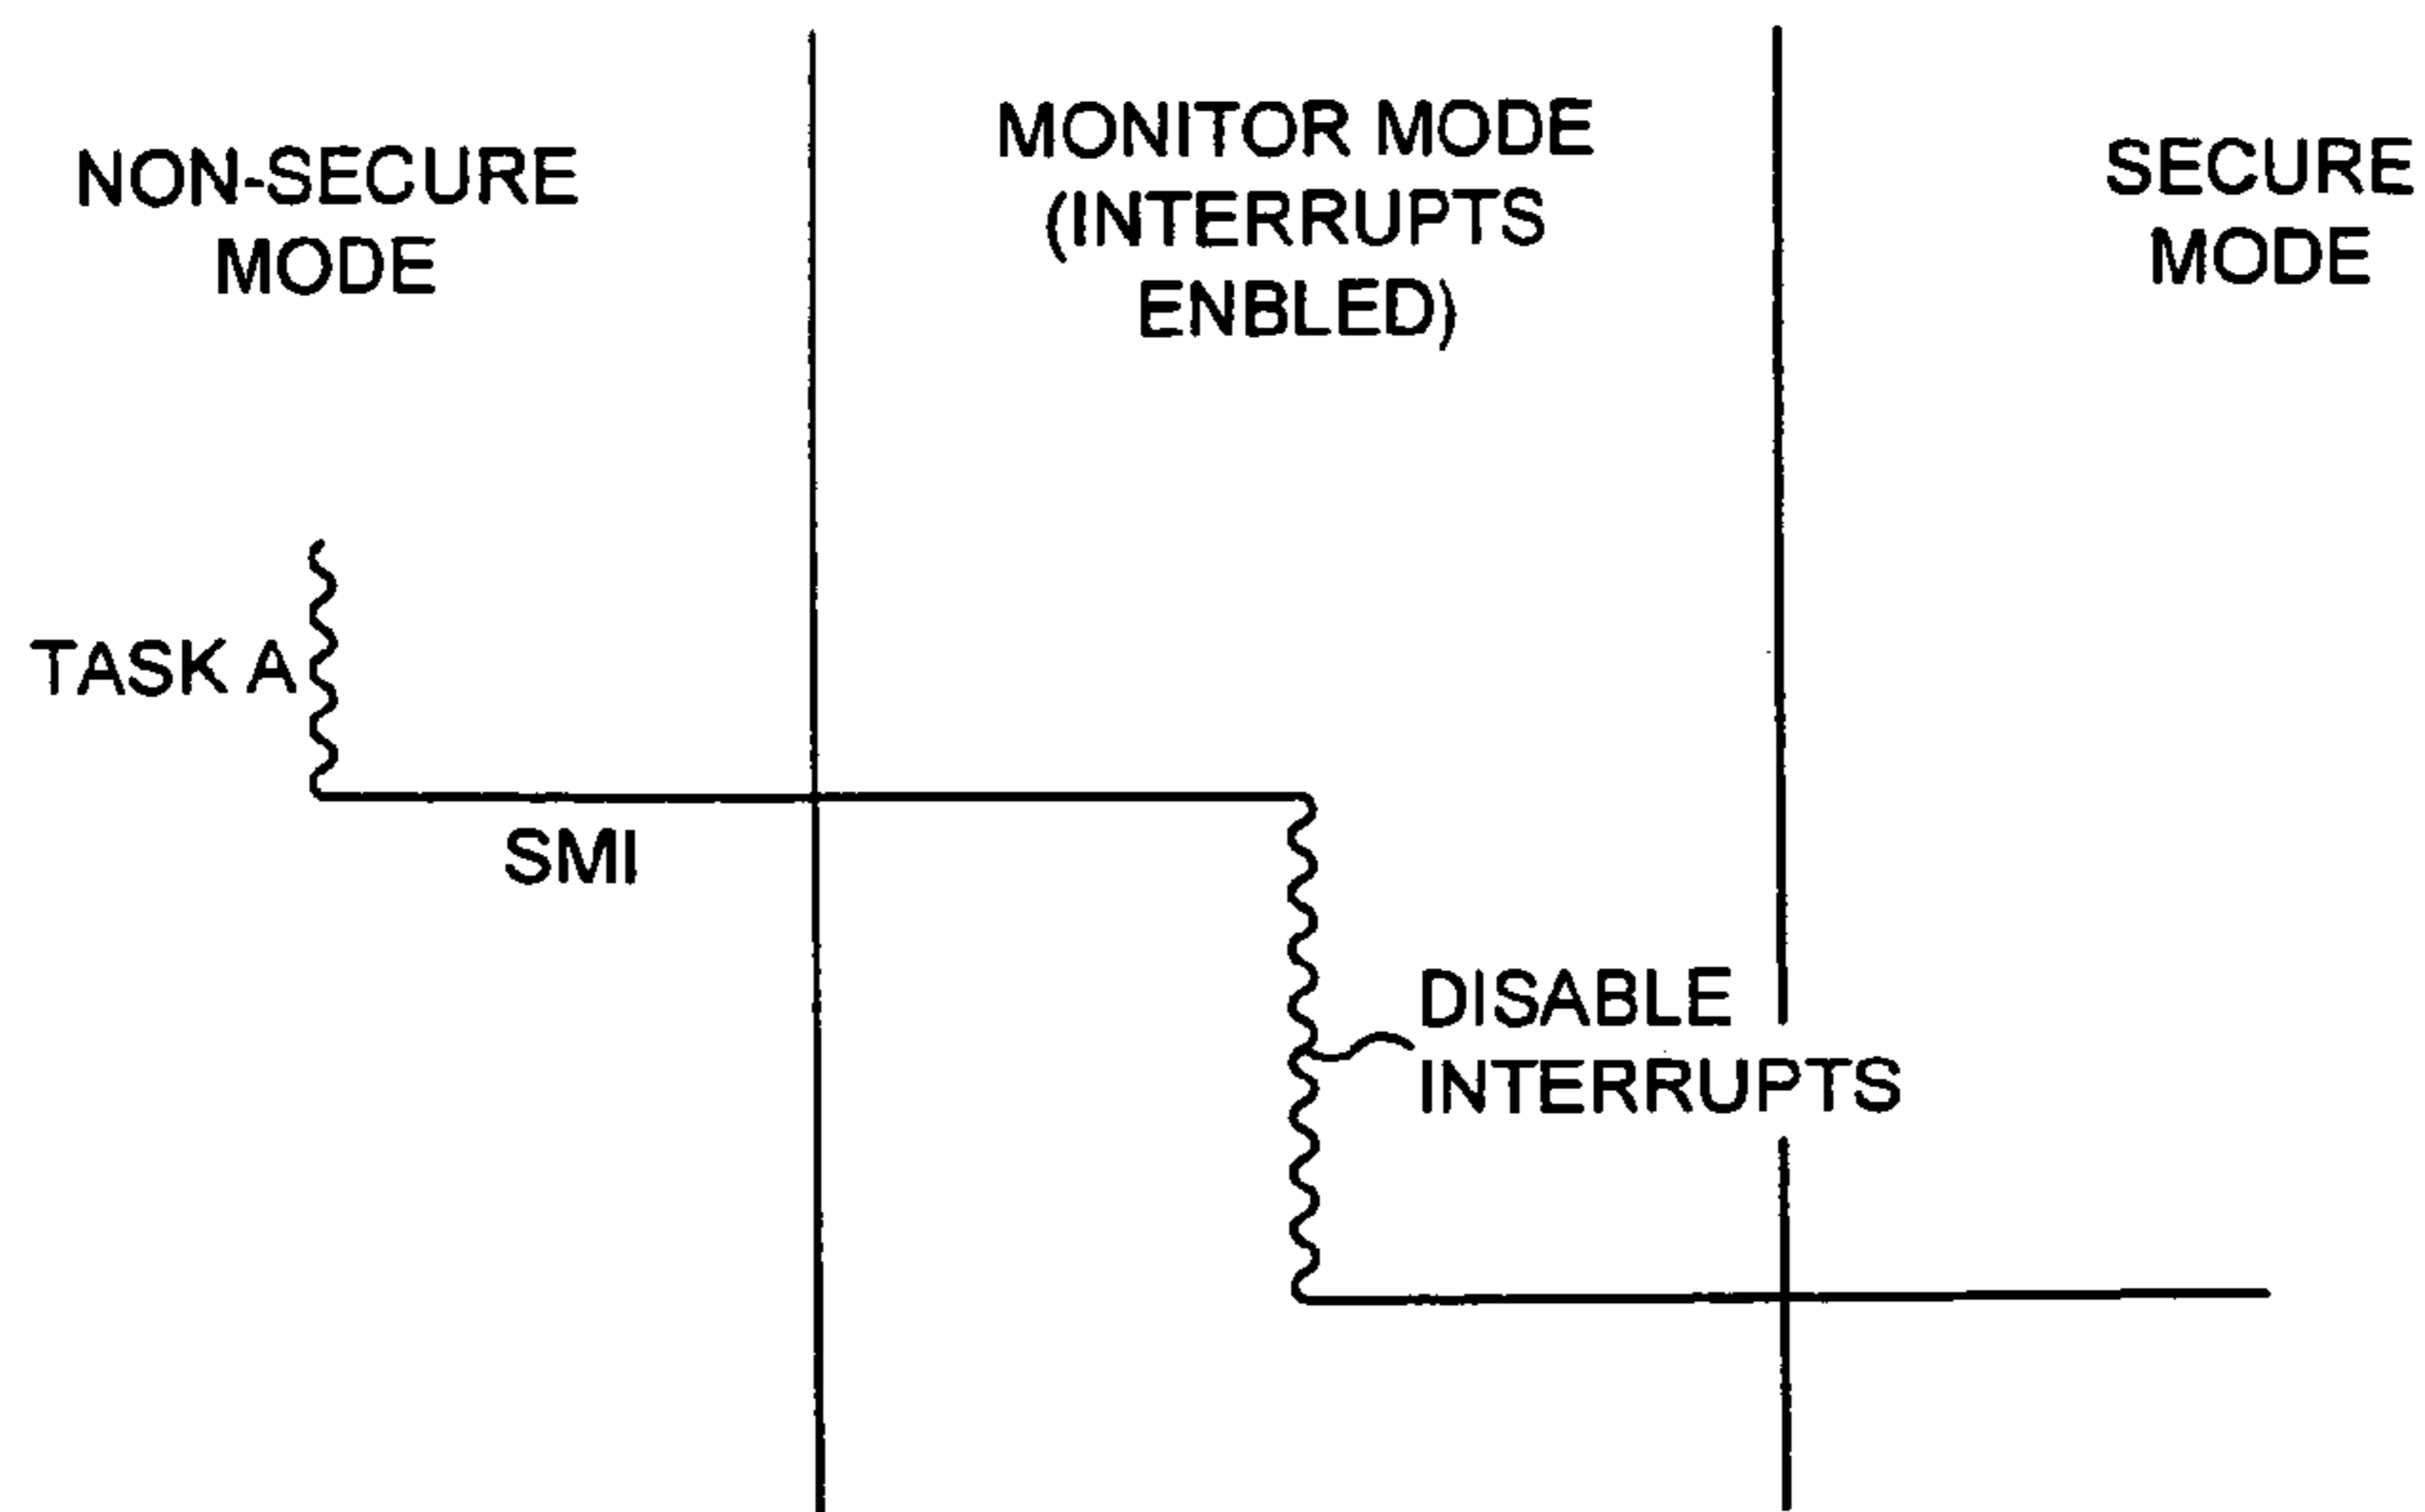 NON-SECURE
MODE
MONITOR MODE
(INTERRUPTS
ENBLED)
SECURE
MODE
TASK A
SMI
DISABLE
INTERRUPTS